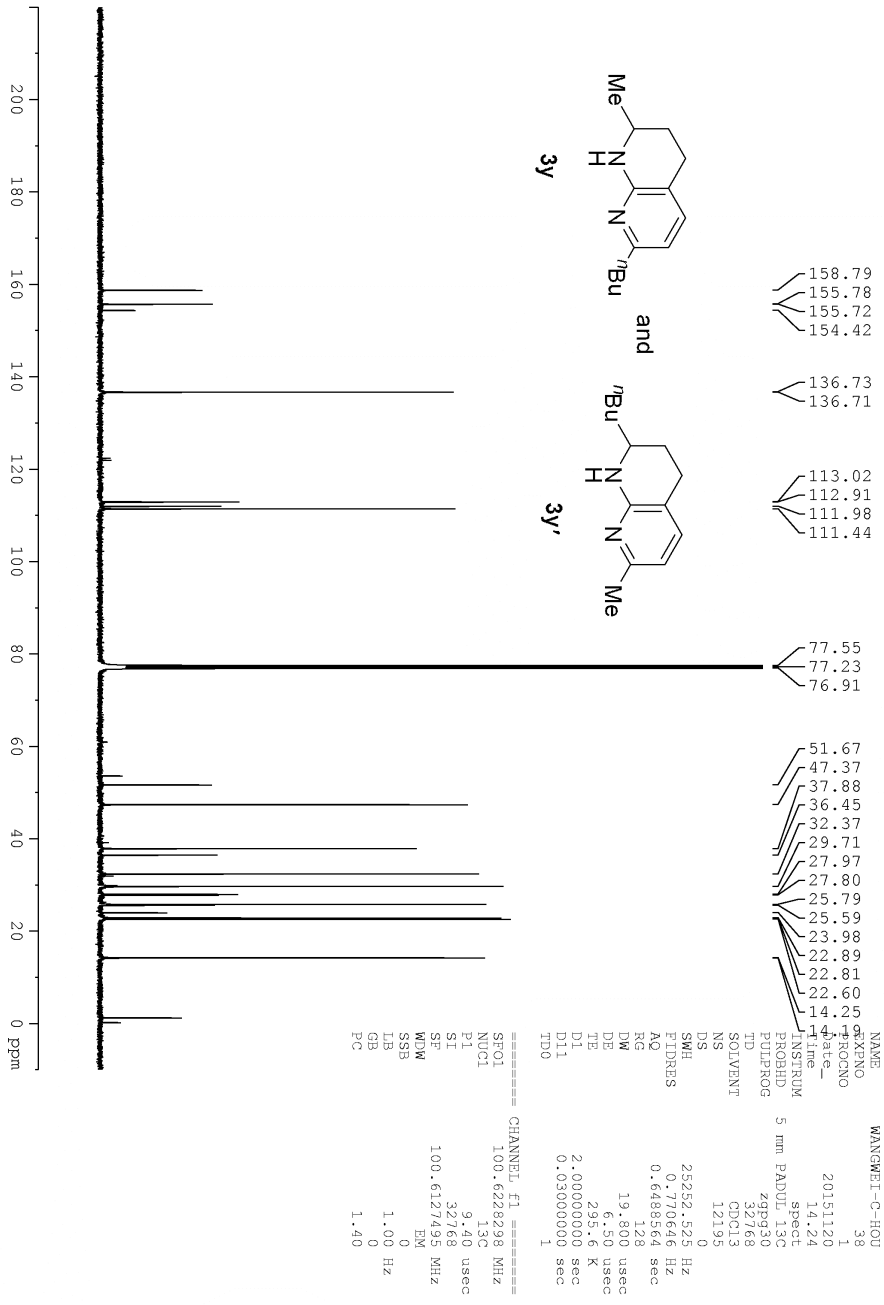 158.79
155.78
155.72
154.42
136.73
136.71
113.02
112.91
111.98
111.44
77.55
77.23
76.91
51.67
47.37
37.88
36.45
32.37
29.71
27.97
27.80
25.79
25.59
23.98
22.89
22.81
22.60
14.25
14.19
Me
N
H
N
nBu
3y
and
nBu
N
H
N
Me
3y'
200 180 160 140 120 100 80 60 40 20 0 ppm
NAME WANGWEI-C-HOU
EXPNO 38
PROCNO 1
Date_ 20151120
Time 14.24
INSTRUM spect
PROBHD 5 mm PADUL 13C
PULPROG zgpg30
TD 32768
SOLVENT CDCl3
NS 12195
DS 0
SWH 25252.525 Hz
FIDRES 0.770646 Hz
AQ 0.6488564 sec
RG 128
DW 19.800 usec
DE 6.50 usec
TE 295.6 K
D1 2.00000000 sec
D11 0.03000000 sec
TD0 1
======== CHANNEL f1 ========
SFO1 100.6228298 MHz
NUC1 13C
P1 9.40 usec
SI 32768
SF 100.6127495 MHz
WDW EM
SSB 0
LB 1.00 Hz
GB 0
PC 1.40